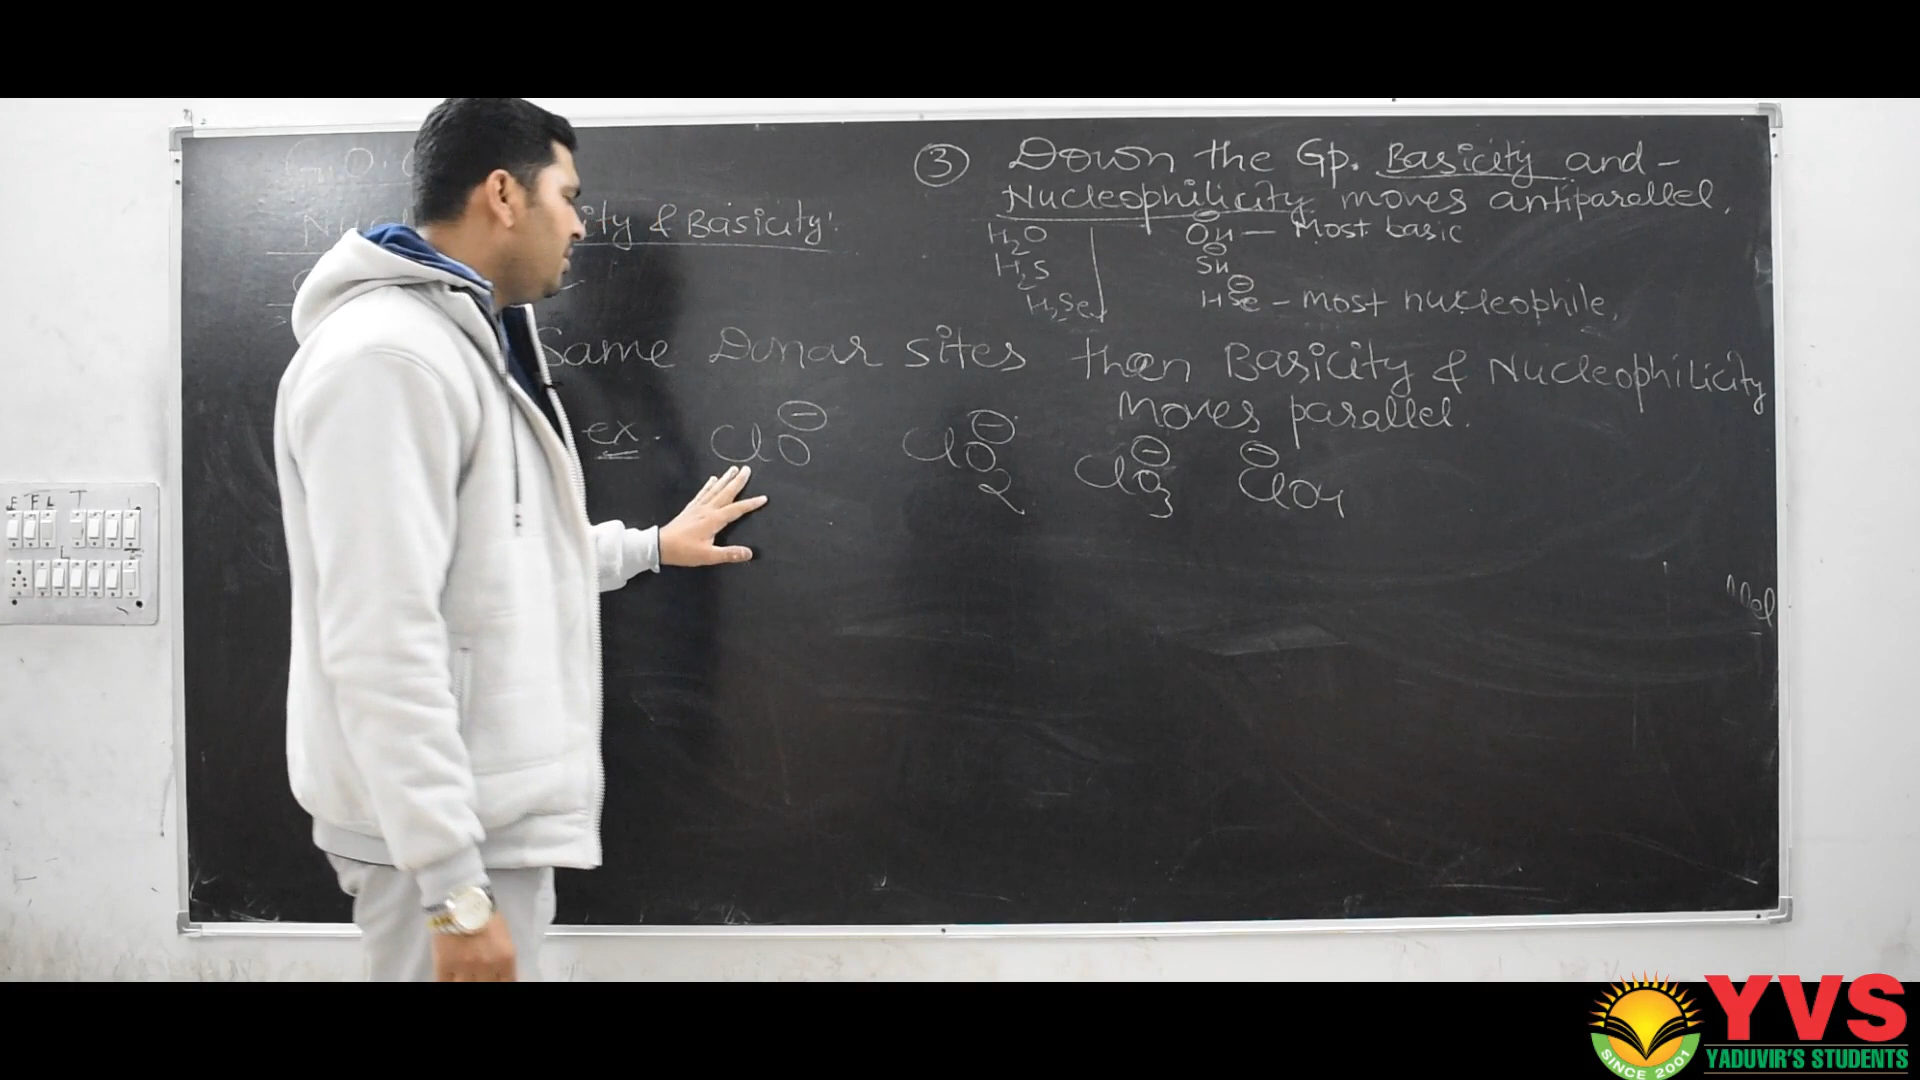 G.O.C
ity & Basicity:
③ Down the Gp. Basicity and -
Nucleophilicity moves antiparallel.
H2O OH⊖ — Most basic
H2S SH⊖
H2Se HSe⊖ - most nucleophile.
Same Donar sites then Basicity & Nucleophilicity
moves parallel.
ex. ClO⊖ ClO2⊖ ClO3⊖ ClO4⊖
llel
E F L T L
L
YVS
YADUVIR'S STUDENTS
SINCE 2001